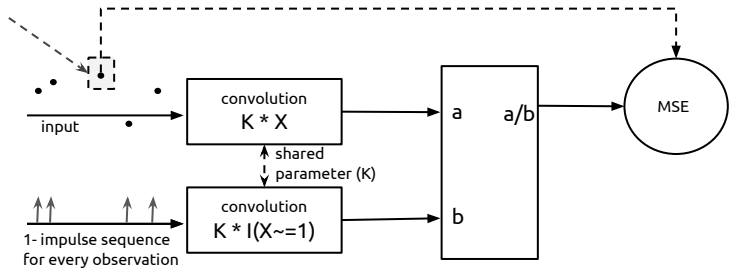 input
convolution
K * X
shared
parameter (K)
convolution
K * I(X~=1)
1- impulse sequence
for every observation
a
a/b
b
MSE